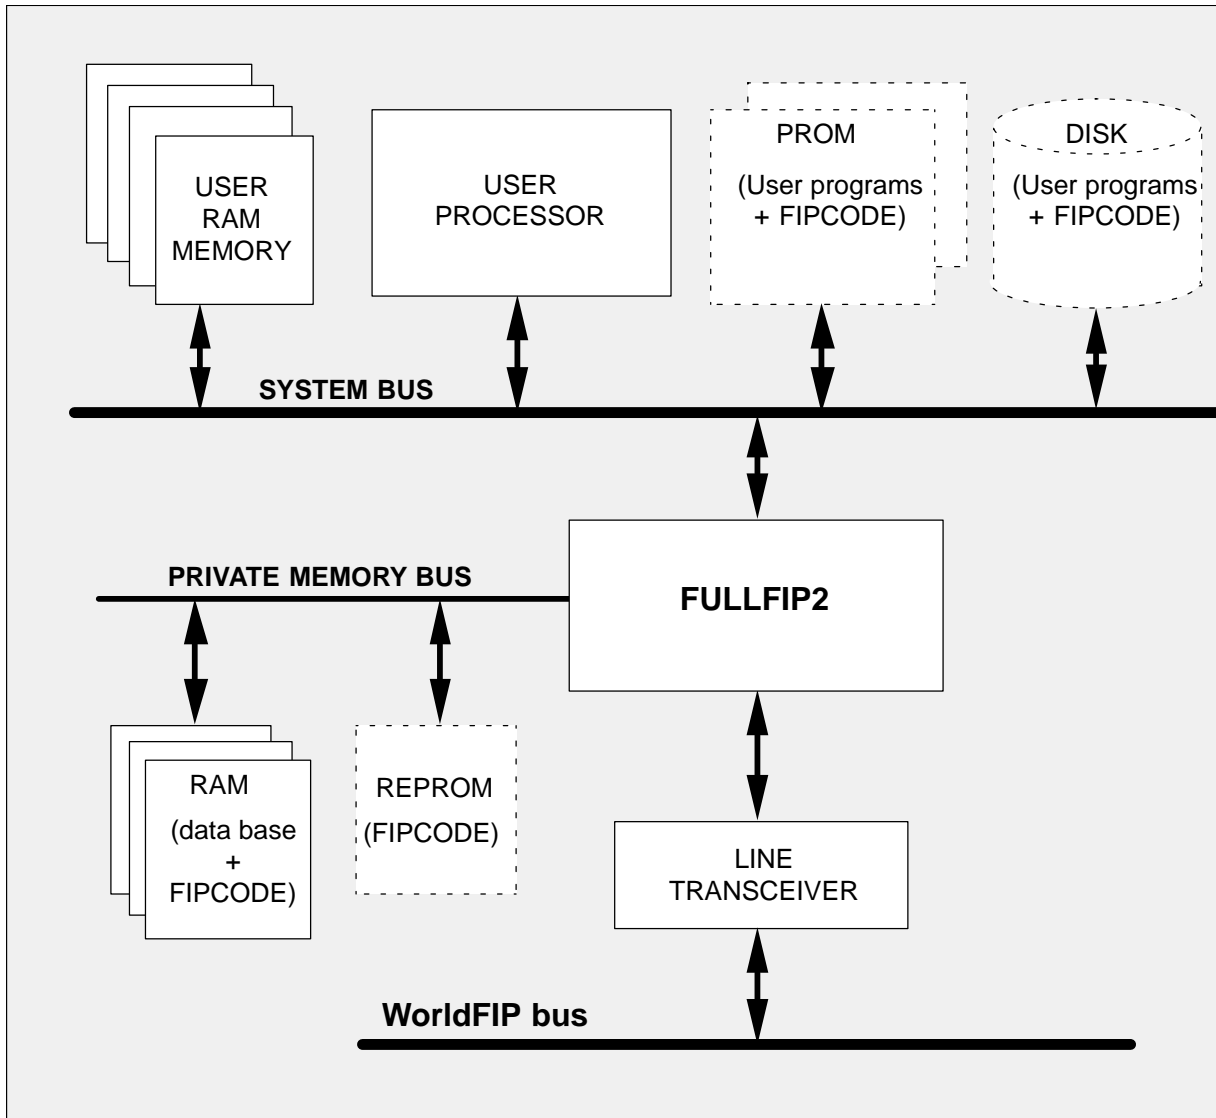 USER
RAM
MEMORY
USER
PROCESSOR
PROM
(User programs
+ FIPCODE)
DISK
(User programs
+ FIPCODE)
SYSTEM BUS
PRIVATE MEMORY BUS
FULLFIP2
RAM
(data base
+
FIPCODE)
REPROM
(FIPCODE)
LINE
TRANSCEIVER
WorldFIP bus